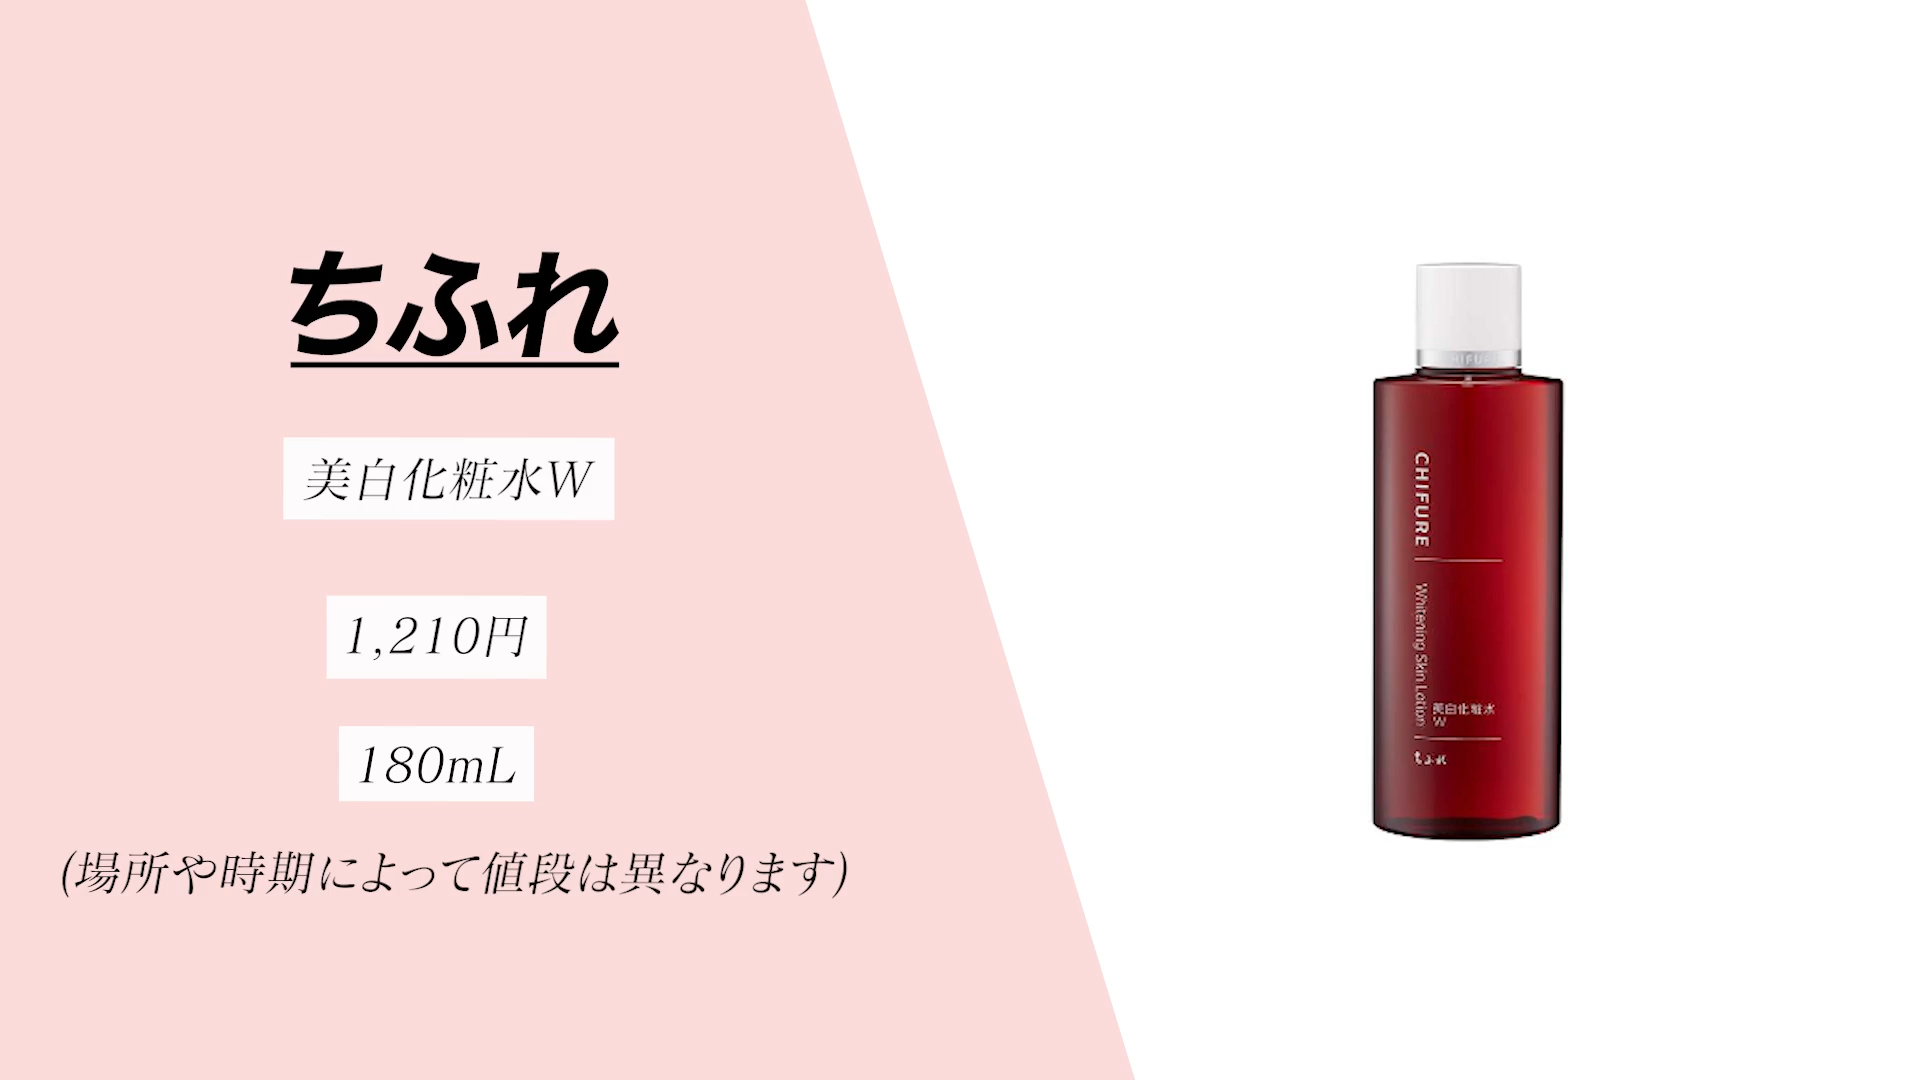 ちふれ
美白化粧水W
1,210円
180mL
(場所や時期によって値段は異なります)
CHIFURE
CHIFURE
Whitening Skin Lotion
美白化粧水
W
ちふれ